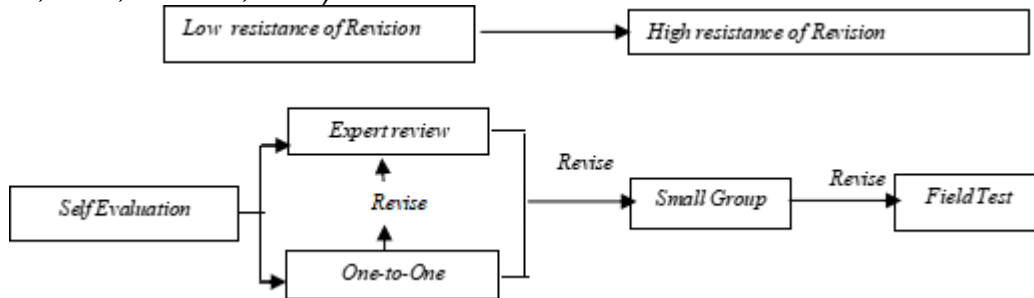 Low resistance of Revision
High resistance of Revision
Expert review
Revise
Revise
Self Evaluation
Revise
Small Group
Field Test
One-to-One